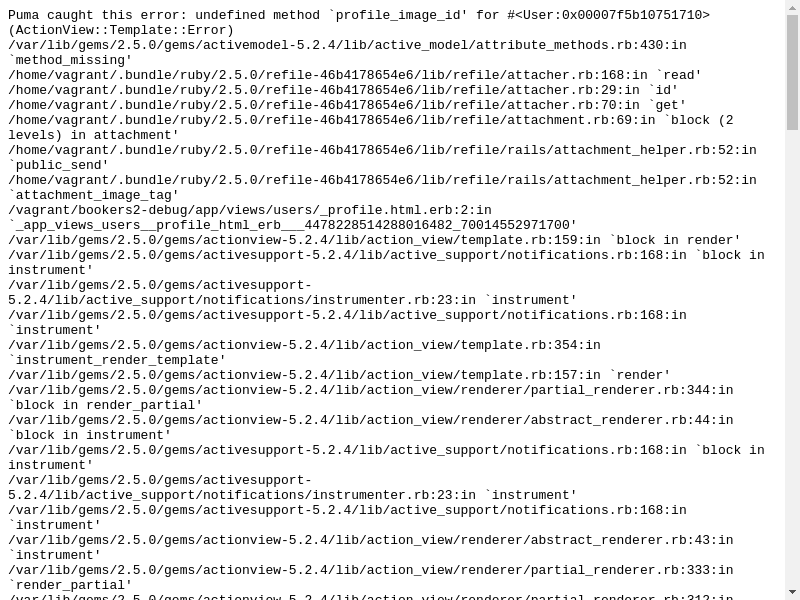 Puma caught this error: undefined method `profile_image_id' for #<User:0x00007f5b10751710>
(ActionView::Template::Error)
/var/lib/gems/2.5.0/gems/activemodel-5.2.4/lib/active_model/attribute_methods.rb:430:in
`method_missing'
/home/vagrant/.bundle/ruby/2.5.0/refile-46b4178654e6/lib/refile/attacher.rb:168:in `read'
/home/vagrant/.bundle/ruby/2.5.0/refile-46b4178654e6/lib/refile/attacher.rb:29:in `id'
/home/vagrant/.bundle/ruby/2.5.0/refile-46b4178654e6/lib/refile/attacher.rb:70:in `get'
/home/vagrant/.bundle/ruby/2.5.0/refile-46b4178654e6/lib/refile/attachment.rb:69:in `block (2
levels) in attachment'
/home/vagrant/.bundle/ruby/2.5.0/refile-46b4178654e6/lib/refile/rails/attachment_helper.rb:52:in
`public_send'
/home/vagrant/.bundle/ruby/2.5.0/refile-46b4178654e6/lib/refile/rails/attachment_helper.rb:52:in
`attachment_image_tag'
/vagrant/bookers2-debug/app/views/users/_profile.html.erb:2:in
`_app_views_users__profile_html_erb___4478228514288016482_70014552971700'
/var/lib/gems/2.5.0/gems/actionview-5.2.4/lib/action_view/template.rb:159:in `block in render'
/var/lib/gems/2.5.0/gems/activesupport-5.2.4/lib/active_support/notifications.rb:168:in `block in
instrument'
/var/lib/gems/2.5.0/gems/activesupport-
5.2.4/lib/active_support/notifications/instrumenter.rb:23:in `instrument'
/var/lib/gems/2.5.0/gems/activesupport-5.2.4/lib/active_support/notifications.rb:168:in
`instrument'
/var/lib/gems/2.5.0/gems/actionview-5.2.4/lib/action_view/template.rb:354:in
`instrument_render_template'
/var/lib/gems/2.5.0/gems/actionview-5.2.4/lib/action_view/template.rb:157:in `render'
/var/lib/gems/2.5.0/gems/actionview-5.2.4/lib/action_view/renderer/partial_renderer.rb:344:in
`block in render_partial'
/var/lib/gems/2.5.0/gems/actionview-5.2.4/lib/action_view/renderer/abstract_renderer.rb:44:in
`block in instrument'
/var/lib/gems/2.5.0/gems/activesupport-5.2.4/lib/active_support/notifications.rb:168:in `block in
instrument'
/var/lib/gems/2.5.0/gems/activesupport-
5.2.4/lib/active_support/notifications/instrumenter.rb:23:in `instrument'
/var/lib/gems/2.5.0/gems/activesupport-5.2.4/lib/active_support/notifications.rb:168:in
`instrument'
/var/lib/gems/2.5.0/gems/actionview-5.2.4/lib/action_view/renderer/abstract_renderer.rb:43:in
`instrument'
/var/lib/gems/2.5.0/gems/actionview-5.2.4/lib/action_view/renderer/partial_renderer.rb:333:in
`render_partial'
/var/lib/gems/2.5.0/gems/actionview-5.2.4/lib/action_view/renderer/partial_renderer.rb:312:in